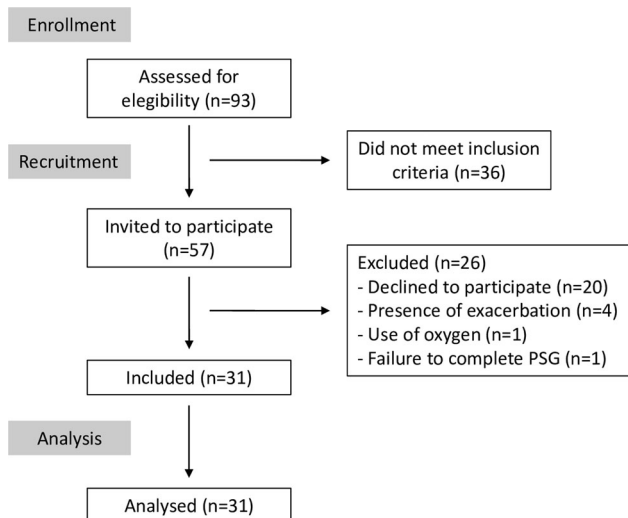 Enrollment
Assessed for
elegibility (n=93)
Recruitment
Did not meet inclusion
criteria (n=36)
Invited to participate
(n=57)
Excluded (n=26)
- Declined to participate (n=20)
- Presence of exacerbation (n=4)
- Use of oxygen (n=1)
- Failure to complete PSG (n=1)
Included (n=31)
Analysis
Analysed (n=31)